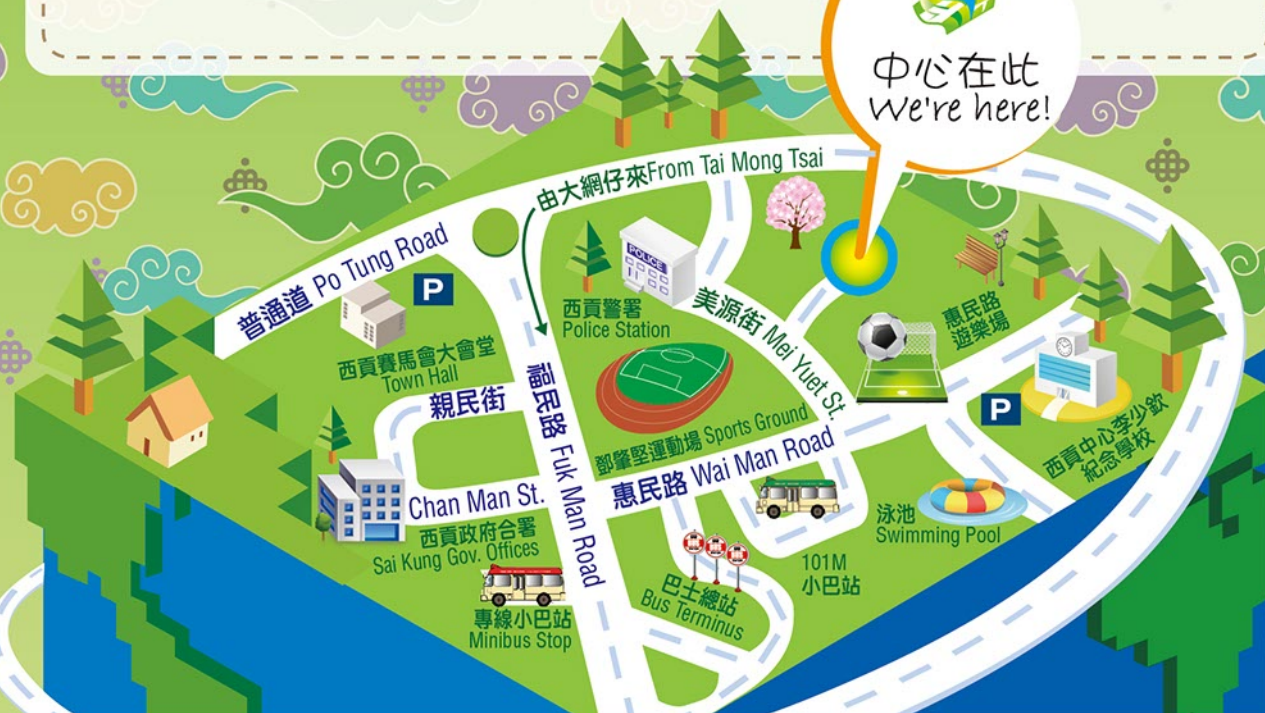 中心在此
We're here!
由大網仔來From Tai Mong Tsai
普通道 Po Tung Road
P
POLICE
西貢警署
Police Station
美源街 Mei Yuet St.
惠民路
遊樂場
西貢賽馬會大會堂
Town Hall
親民街
福民路 Fuk Man Road
鄧肇堅運動場 Sports Ground
惠民路 Wai Man Road
P
西貢中心李少欽
紀念學校
Chan Man St.
西貢政府合署
Sai Kung Gov. Offices
泳池
Swimming Pool
101M
小巴站
巴士總站
Bus Terminus
專線小巴站
Minibus Stop